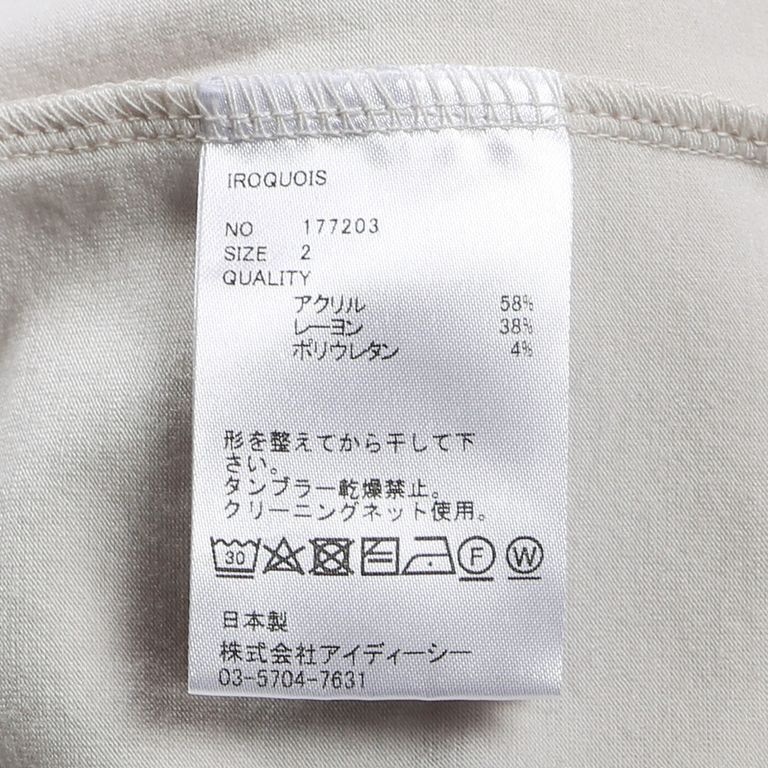 IROQUOIS
NO 177203
SIZE 2
QUALITY
アクリル 58%
レーヨン 38%
ポリウレタン 4%
形を整えてから干して下
さい。
タンブラー乾燥禁止。
クリーニングネット使用。
30 F W
日本製
株式会社アイディーシー
03-5704-7631